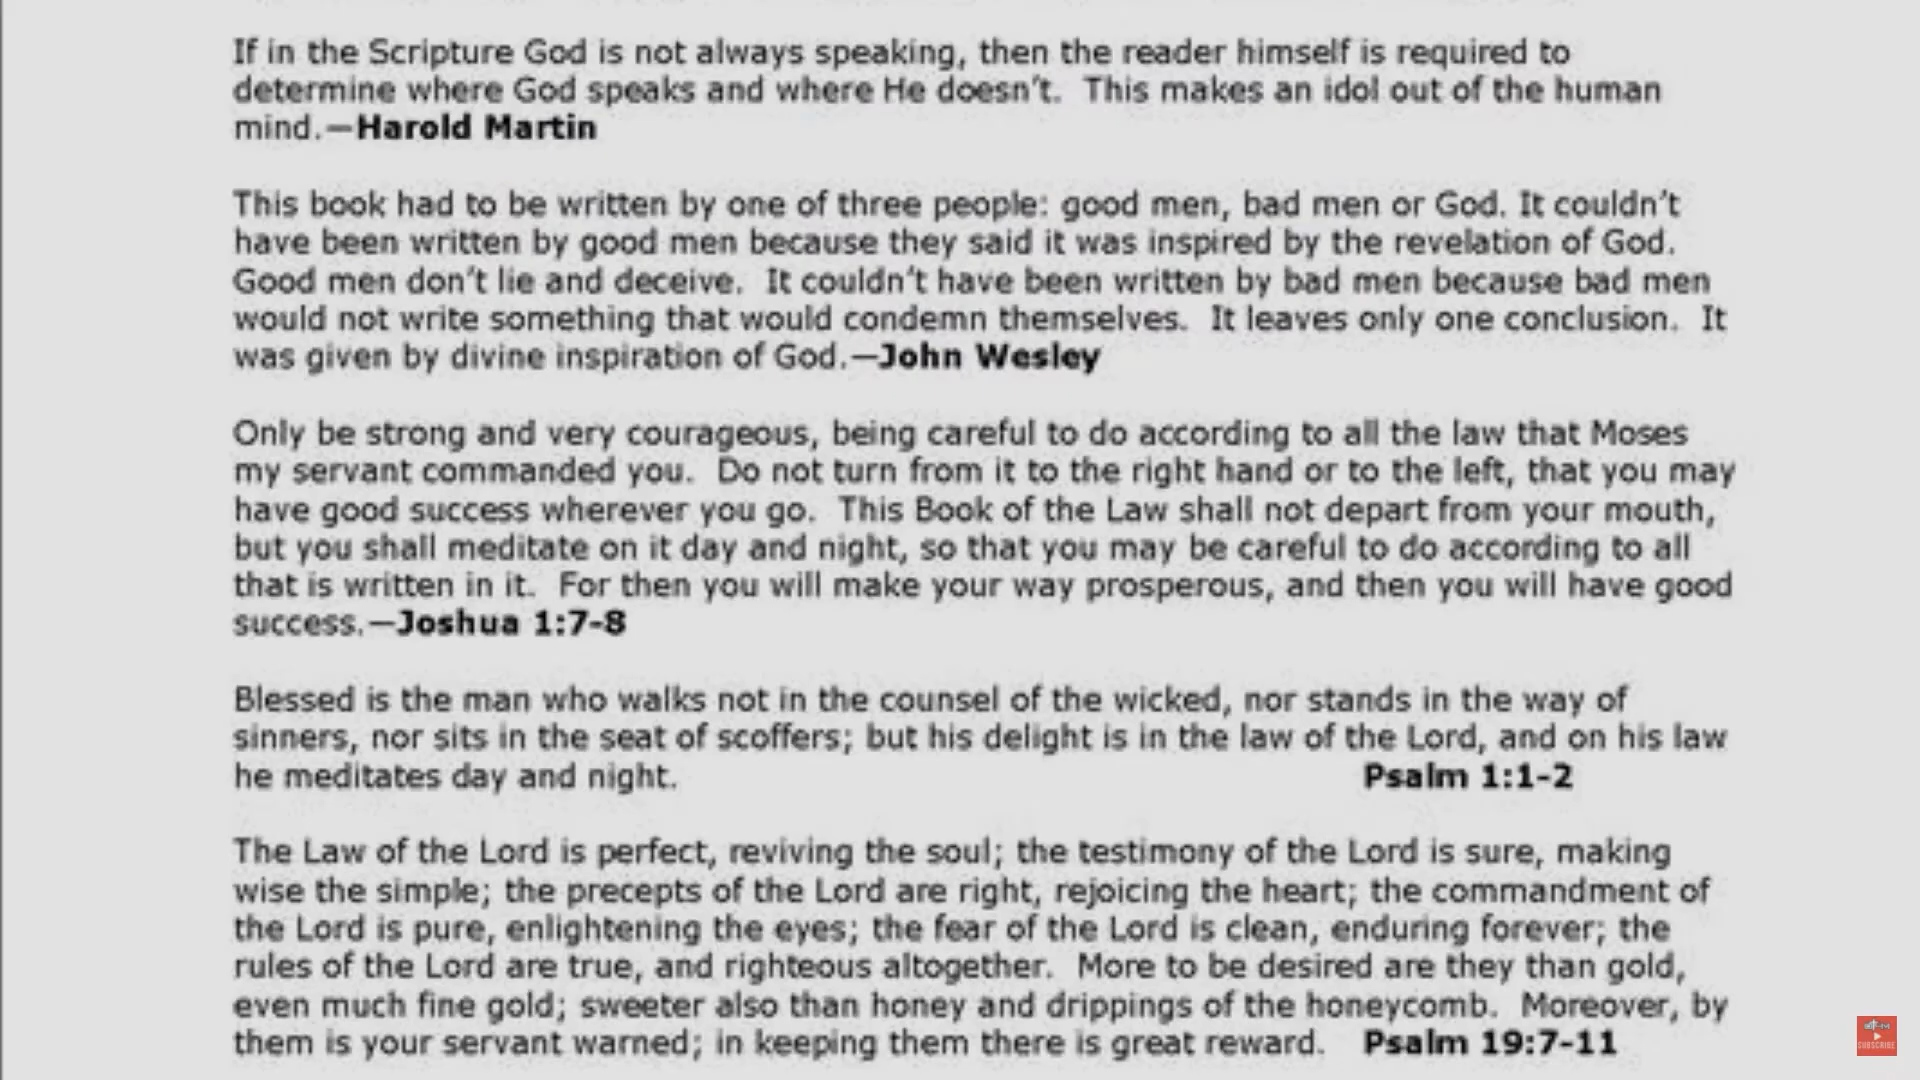 If in the Scripture God is not always speaking, then the reader himself is required to
determine where God speaks and where He doesn't.  This makes an idol out of the human
mind.—Harold Martin
This book had to be written by one of three people: good men, bad men or God. It couldn't
have been written by good men because they said it was inspired by the revelation of God.
Good men don't lie and deceive.  It couldn't have been written by bad men because bad men
would not write something that would condemn themselves.  It leaves only one conclusion.  It
was given by divine inspiration of God.—John Wesley
Only be strong and very courageous, being careful to do according to all the law that Moses
my servant commanded you.  Do not turn from it to the right hand or to the left, that you may
have good success wherever you go.  This Book of the Law shall not depart from your mouth,
but you shall meditate on it day and night, so that you may be careful to do according to all
that is written in it.  For then you will make your way prosperous, and then you will have good
success.—Joshua 1:7-8
Blessed is the man who walks not in the counsel of the wicked, nor stands in the way of
sinners, nor sits in the seat of scoffers; but his delight is in the law of the Lord, and on his law
he meditates day and night. Psalm 1:1-2
The Law of the Lord is perfect, reviving the soul; the testimony of the Lord is sure, making
wise the simple; the precepts of the Lord are right, rejoicing the heart; the commandment of
the Lord is pure, enlightening the eyes; the fear of the Lord is clean, enduring forever; the
rules of the Lord are true, and righteous altogether.  More to be desired are they than gold,
even much fine gold; sweeter also than honey and drippings of the honeycomb.  Moreover, by
them is your servant warned; in keeping them there is great reward. Psalm 19:7-11
SUBSCRIBE